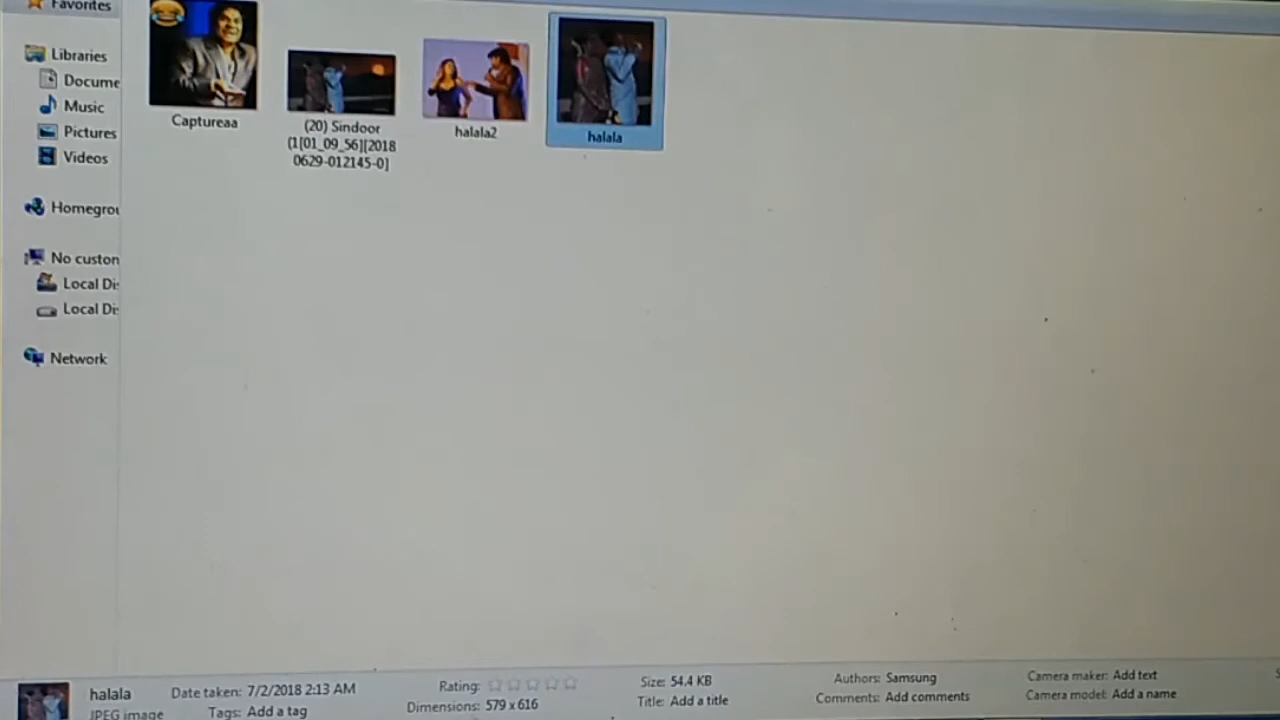 Favorites
Libraries
Docume
Music
Pictures
Videos
Homegrou
No custon
Local Dis
Local Dis
Network
Captureaa
(20) Sindoor
(1[01_09_56][2018
0629-012145-0]
halala2
halala
halala
JPEG image
Date taken: 7/2/2018 2:13 AM
Tags: Add a tag
Rating:
Dimensions: 579 x 616
Size: 54.4 KB
Title: Add a title
Authors: Samsung
Comments: Add comments
Camera maker: Add text
Camera model: Add a name